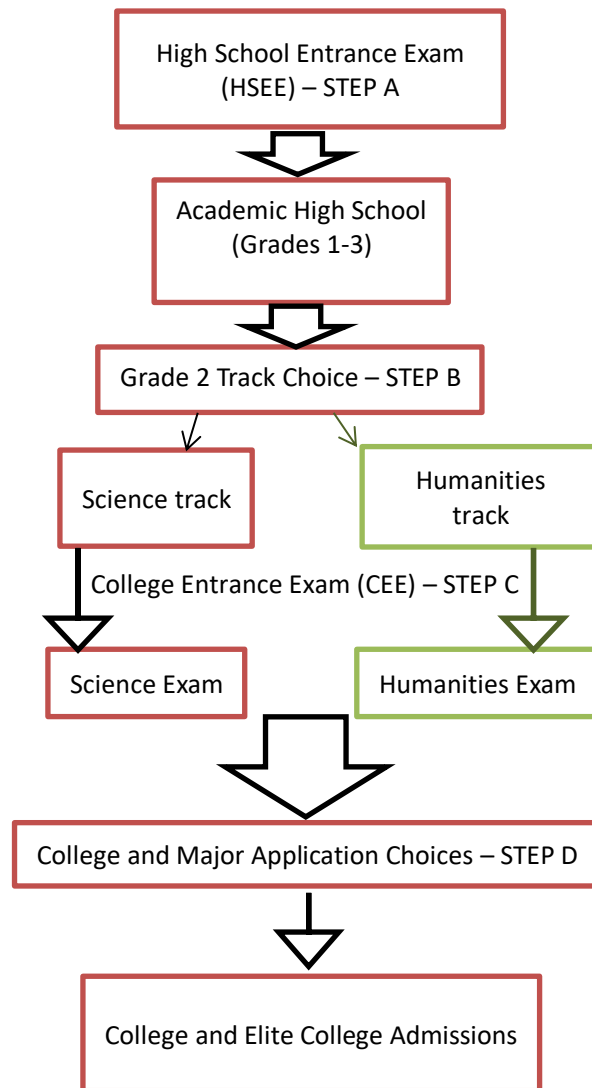 High School Entrance Exam
(HSEE) – STEP A
Academic High School
(Grades 1-3)
Grade 2 Track Choice – STEP B
Science track
Humanities
track
College Entrance Exam (CEE) – STEP C
Science Exam
Humanities Exam
College and Major Application Choices – STEP D
College and Elite College Admissions